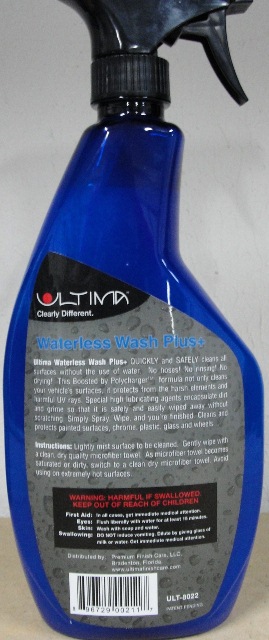 ULTIMA
Clearly Different.
Waterless Wash Plus+
Ultima Waterless Wash Plus+ QUICKLY and SAFELY cleans all
surfaces without the use of water. No hoses! No rinsing! No
drying! This Boosted by Polycharger™ formula not only cleans
your vehicle's surfaces, it protects from the harsh elements and
harmful UV rays. Special high lubricating agents encapsulate dirt
and grime so that it is safely and easily wiped away without
scratching. Simply Spray, Wipe, and you're finished. Cleans and
protects painted surfaces, chrome, plastic, glass and wheels.
Instructions: Lightly mist surface to be cleaned. Gently wipe with
a clean, dry quality microfiber towel. As microfiber towel becomes
saturated or dirty, switch to a clean dry microfiber towel. Avoid
using on extremely hot surfaces.
WARNING: HARMFUL IF SWALLOWED.
KEEP OUT OF REACH OF CHILDREN
First Aid: In all cases, get immediate medical attention.
Eyes: Flush liberally with water for at least 15 minutes.
Skin: Wash with soap and water.
Swallowing: DO NOT induce vomiting. Dilute by giving glass of
milk or water. Get immediate medical attention.
Distributed by: Premium Finish Care, LLC.
Bradenton, Florida
www.ultimafinishcare.com
ULT-8022
PATENT PENDING